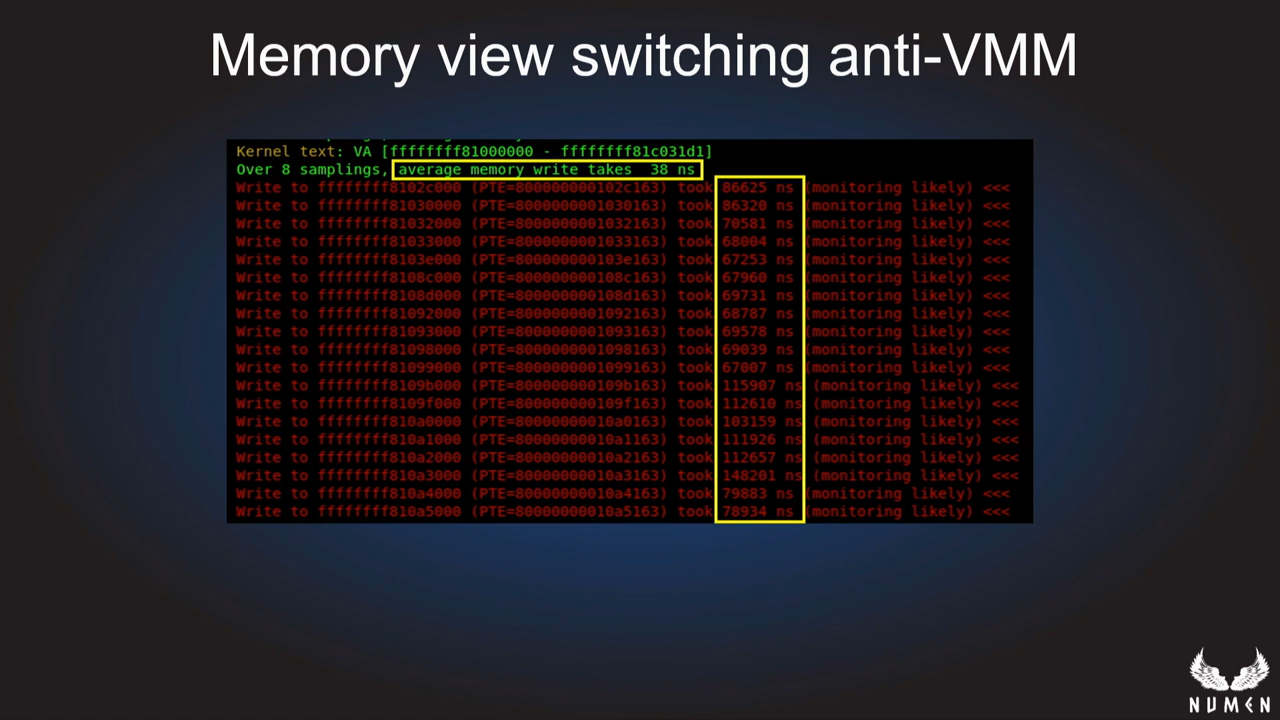 Memory view switching anti-VMM
Kernel text: VA [ffffffff81000000 - ffffffff81c031d1]
Over 8 samplings, average memory write takes  38 ns
Write to ffffffff8102c000 (PTE=800000000102c163) took 86625 ns (monitoring likely) <<<
Write to ffffffff81030000 (PTE=8000000001030163) took 86320 ns (monitoring likely) <<<
Write to ffffffff81032000 (PTE=8000000001032163) took 70581 ns (monitoring likely) <<<
Write to ffffffff81033000 (PTE=8000000001033163) took 68004 ns (monitoring likely) <<<
Write to ffffffff8103e000 (PTE=800000000103e163) took 67253 ns (monitoring likely) <<<
Write to ffffffff8108c000 (PTE=800000000108c163) took 67960 ns (monitoring likely) <<<
Write to ffffffff8108d000 (PTE=800000000108d163) took 69731 ns (monitoring likely) <<<
Write to ffffffff81092000 (PTE=8000000001092163) took 68787 ns (monitoring likely) <<<
Write to ffffffff81093000 (PTE=8000000001093163) took 69578 ns (monitoring likely) <<<
Write to ffffffff81098000 (PTE=8000000001098163) took 69039 ns (monitoring likely) <<<
Write to ffffffff81099000 (PTE=8000000001099163) took 67007 ns (monitoring likely) <<<
Write to ffffffff8109b000 (PTE=800000000109b163) took 115907 ns (monitoring likely) <<<
Write to ffffffff8109f000 (PTE=800000000109f163) took 112610 ns (monitoring likely) <<<
Write to ffffffff810a0000 (PTE=80000000010a0163) took 103159 ns (monitoring likely) <<<
Write to ffffffff810a1000 (PTE=80000000010a1163) took 111926 ns (monitoring likely) <<<
Write to ffffffff810a2000 (PTE=80000000010a2163) took 112657 ns (monitoring likely) <<<
Write to ffffffff810a3000 (PTE=80000000010a3163) took 148201 ns (monitoring likely) <<<
Write to ffffffff810a4000 (PTE=80000000010a4163) took 79883 ns (monitoring likely) <<<
Write to ffffffff810a5000 (PTE=80000000010a5163) took 78934 ns (monitoring likely) <<<
NUMEN